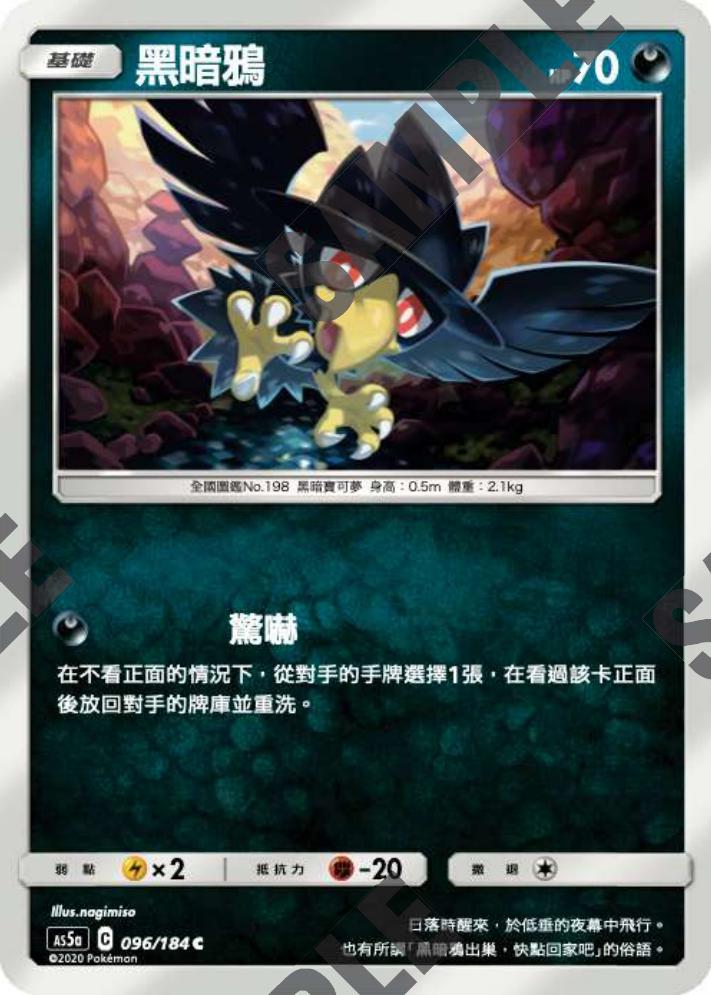 基礎 黑暗鴉 HP70
全國圖鑑No.198 黑暗寶可夢 身高：0.5m 體重：2.1kg
驚嚇
在不看正面的情況下，從對手的手牌選擇1張，在看過該卡正面
後放回對手的牌庫並重洗。
弱點 ×2 抵抗力 -20 撤退
Illus.nagimiso
日落時醒來，於低垂的夜幕中飛行。
AS5a C 096/184 C
也有所謂「黑暗鴉出巢，快點回家吧」的俗語。
©2020 Pokémon
SAMPLE